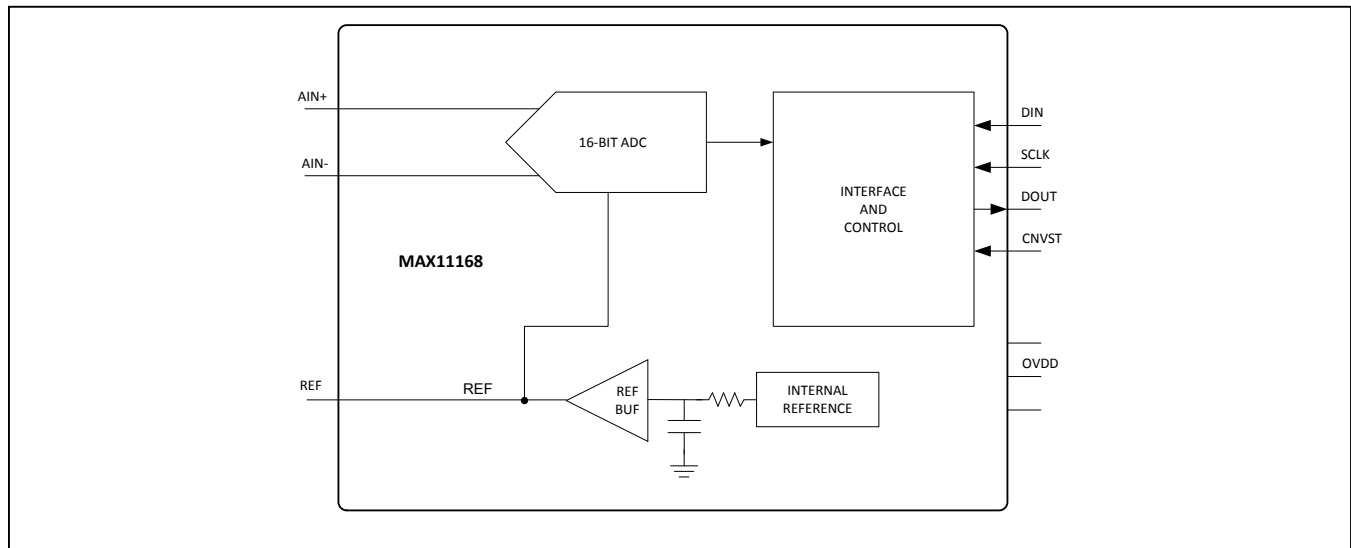 AIN+
AIN-
16-BIT ADC
INTERFACE
AND
CONTROL
DIN
SCLK
DOUT
CNVST
MAX11168
OVDD
REF
REF
REF
BUF
INTERNAL
REFERENCE